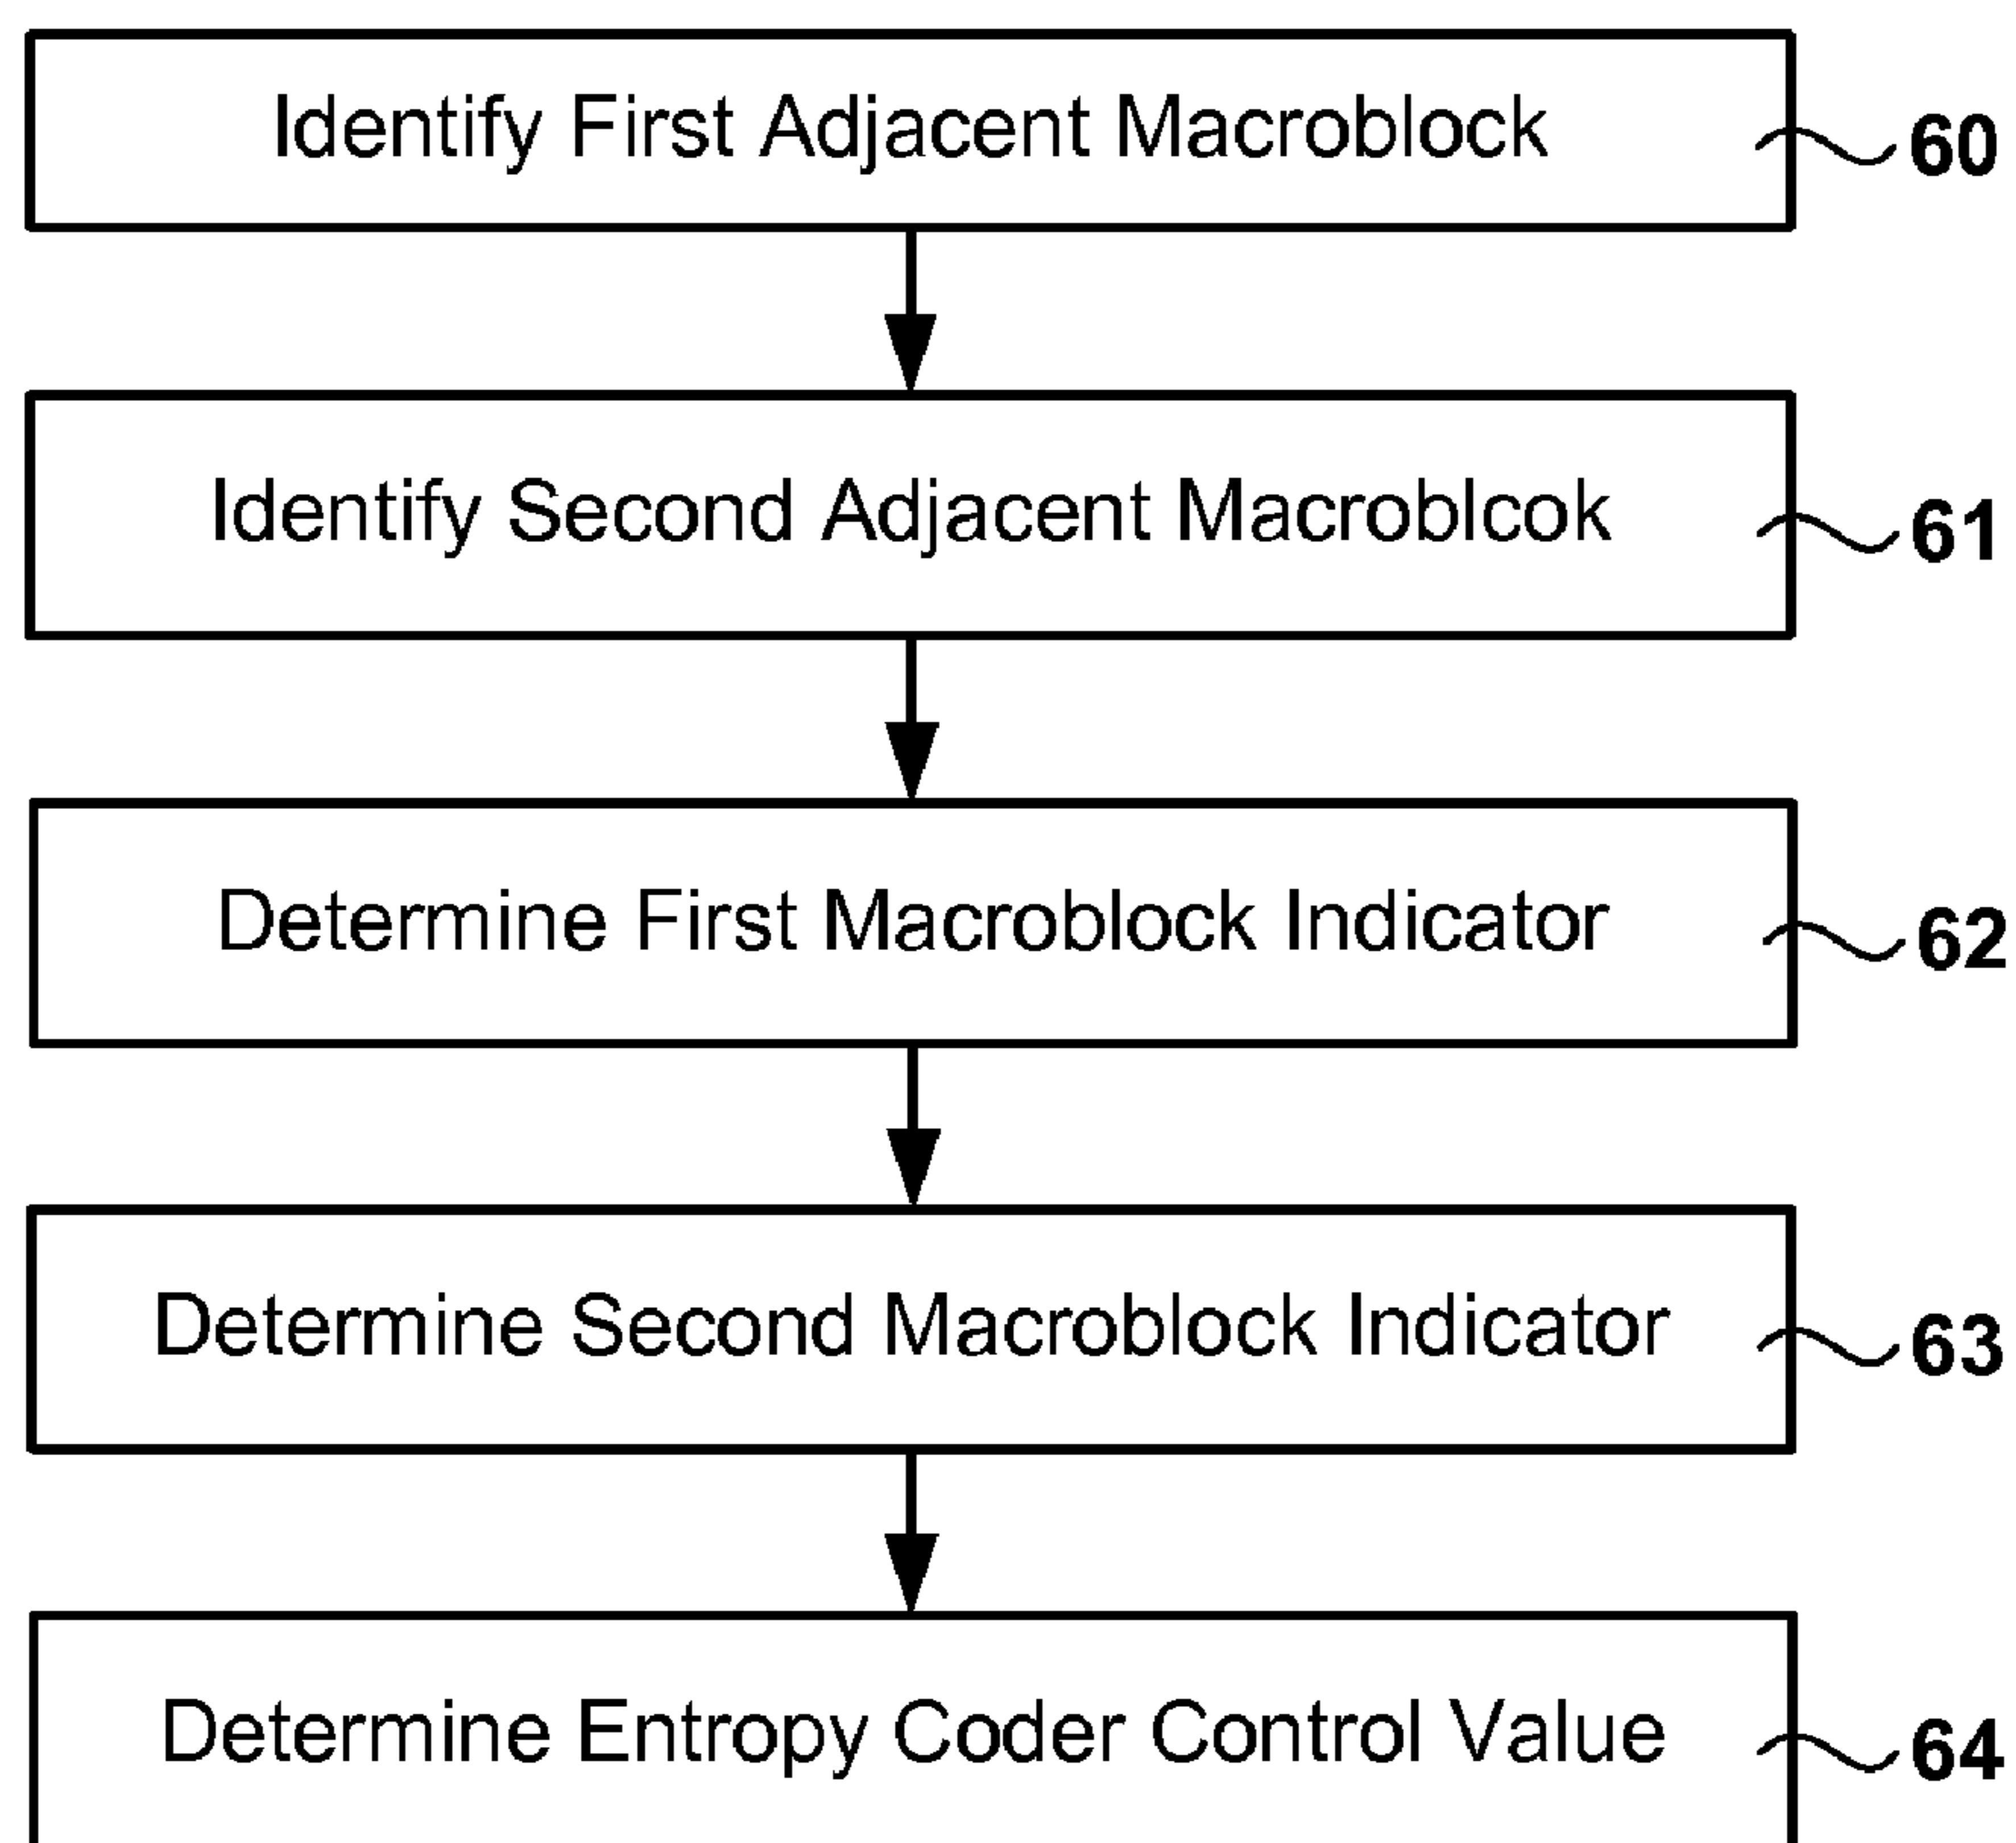 Identify First Adjacent Macroblock 60
Identify Second Adjacent Macroblcok 61
Determine First Macroblock Indicator 62
Determine Second Macroblock Indicator 63
Determine Entropy Coder Control Value 64